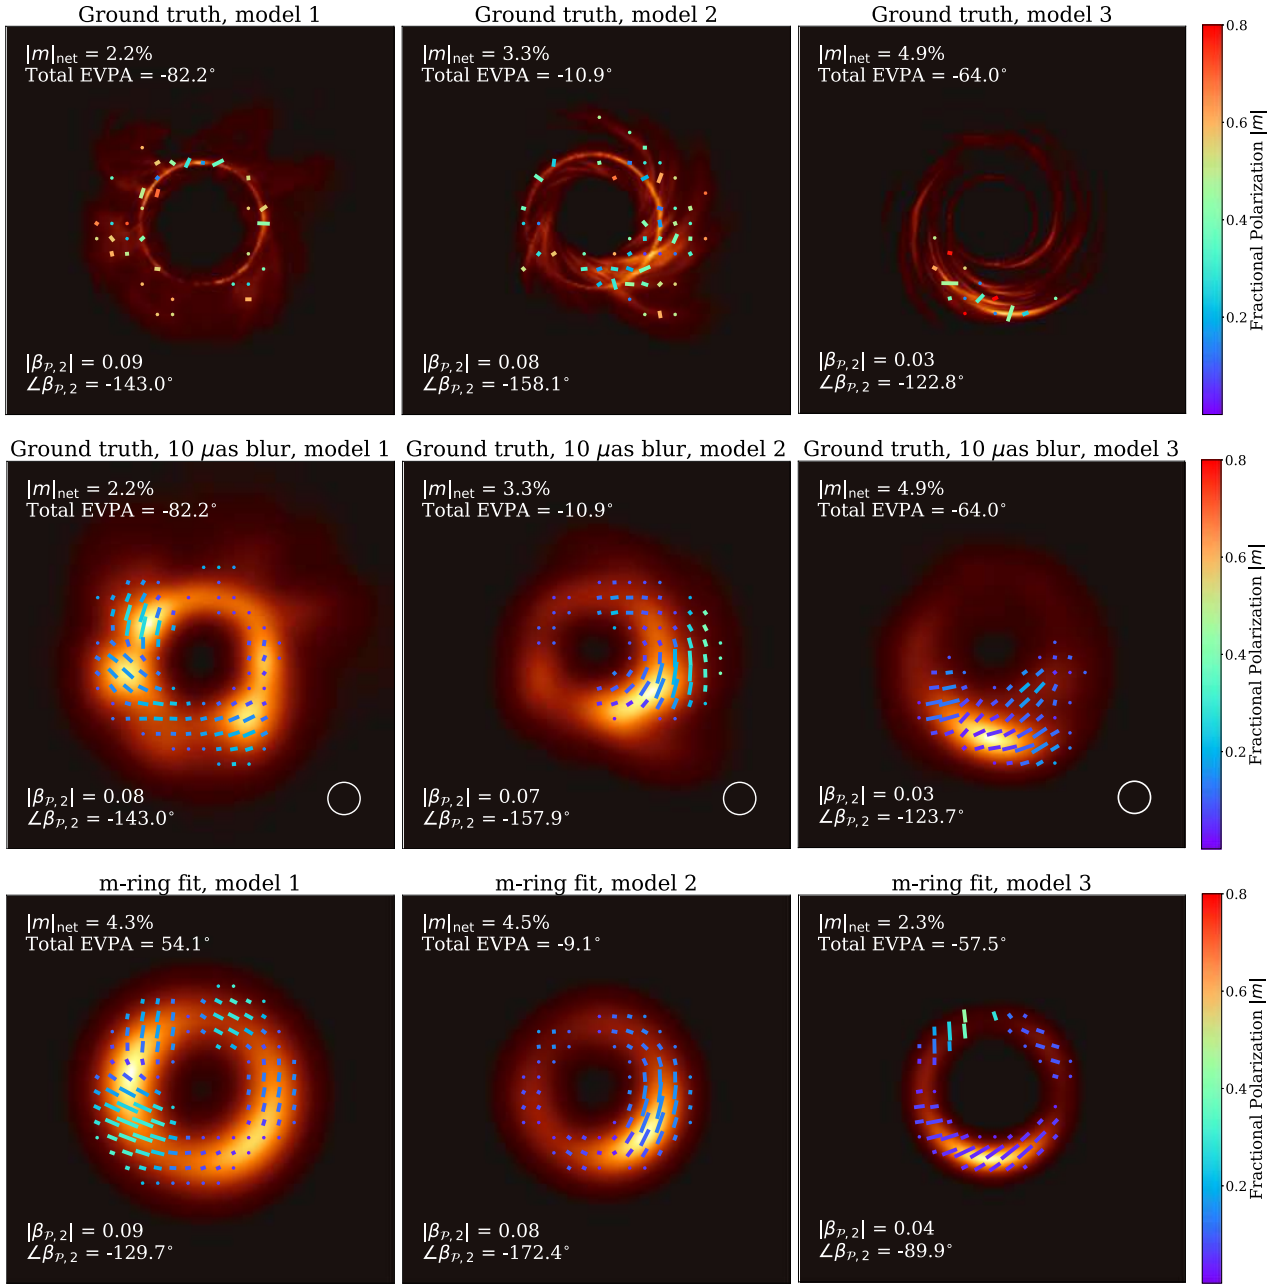 Ground truth, model 1
|m|net = 2.2%
Total EVPA = -82.2°
|β𝒫,2| = 0.09
∠β𝒫,2 = -143.0°
Ground truth, model 2
|m|net = 3.3%
Total EVPA = -10.9°
|β𝒫,2| = 0.08
∠β𝒫,2 = -158.1°
Ground truth, model 3
|m|net = 4.9%
Total EVPA = -64.0°
|β𝒫,2| = 0.03
∠β𝒫,2 = -122.8°
0.8
0.6
0.4
0.2
Fractional Polarization |m|
Ground truth, 10 μas blur, model 1
|m|net = 2.2%
Total EVPA = -82.2°
|β𝒫,2| = 0.08
∠β𝒫,2 = -143.0°
Ground truth, 10 μas blur, model 2
|m|net = 3.3%
Total EVPA = -10.9°
|β𝒫,2| = 0.07
∠β𝒫,2 = -157.9°
Ground truth, 10 μas blur, model 3
|m|net = 4.9%
Total EVPA = -64.0°
|β𝒫,2| = 0.03
∠β𝒫,2 = -123.7°
0.8
0.6
0.4
0.2
Fractional Polarization |m|
m-ring fit, model 1
|m|net = 4.3%
Total EVPA = 54.1°
|β𝒫,2| = 0.09
∠β𝒫,2 = -129.7°
m-ring fit, model 2
|m|net = 4.5%
Total EVPA = -9.1°
|β𝒫,2| = 0.08
∠β𝒫,2 = -172.4°
m-ring fit, model 3
|m|net = 2.3%
Total EVPA = -57.5°
|β𝒫,2| = 0.04
∠β𝒫,2 = -89.9°
0.8
0.6
0.4
0.2
Fractional Polarization |m|